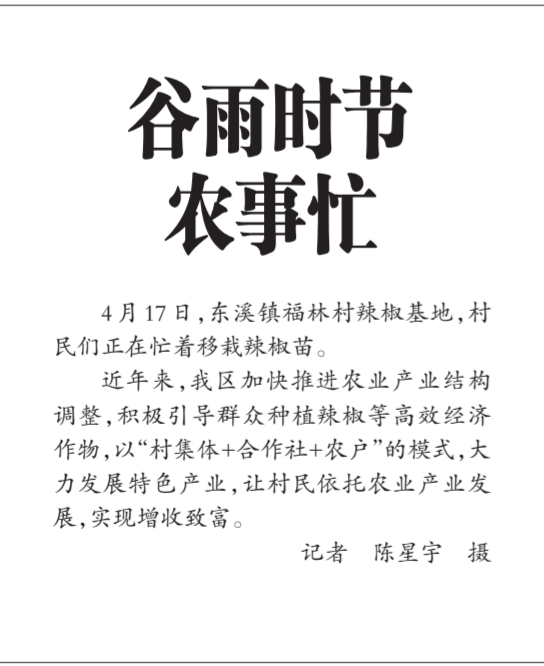 谷雨时节
农事忙
4月17日,东溪镇福林村辣椒基地,村
民们正在忙着移栽辣椒苗。
近年来,我区加快推进农业产业结构
调整,积极引导群众种植辣椒等高效经济
作物,以“村集体+合作社+农户”的模式,大
力发展特色产业,让村民依托农业产业发
展,实现增收致富。
记者 陈星宇 摄